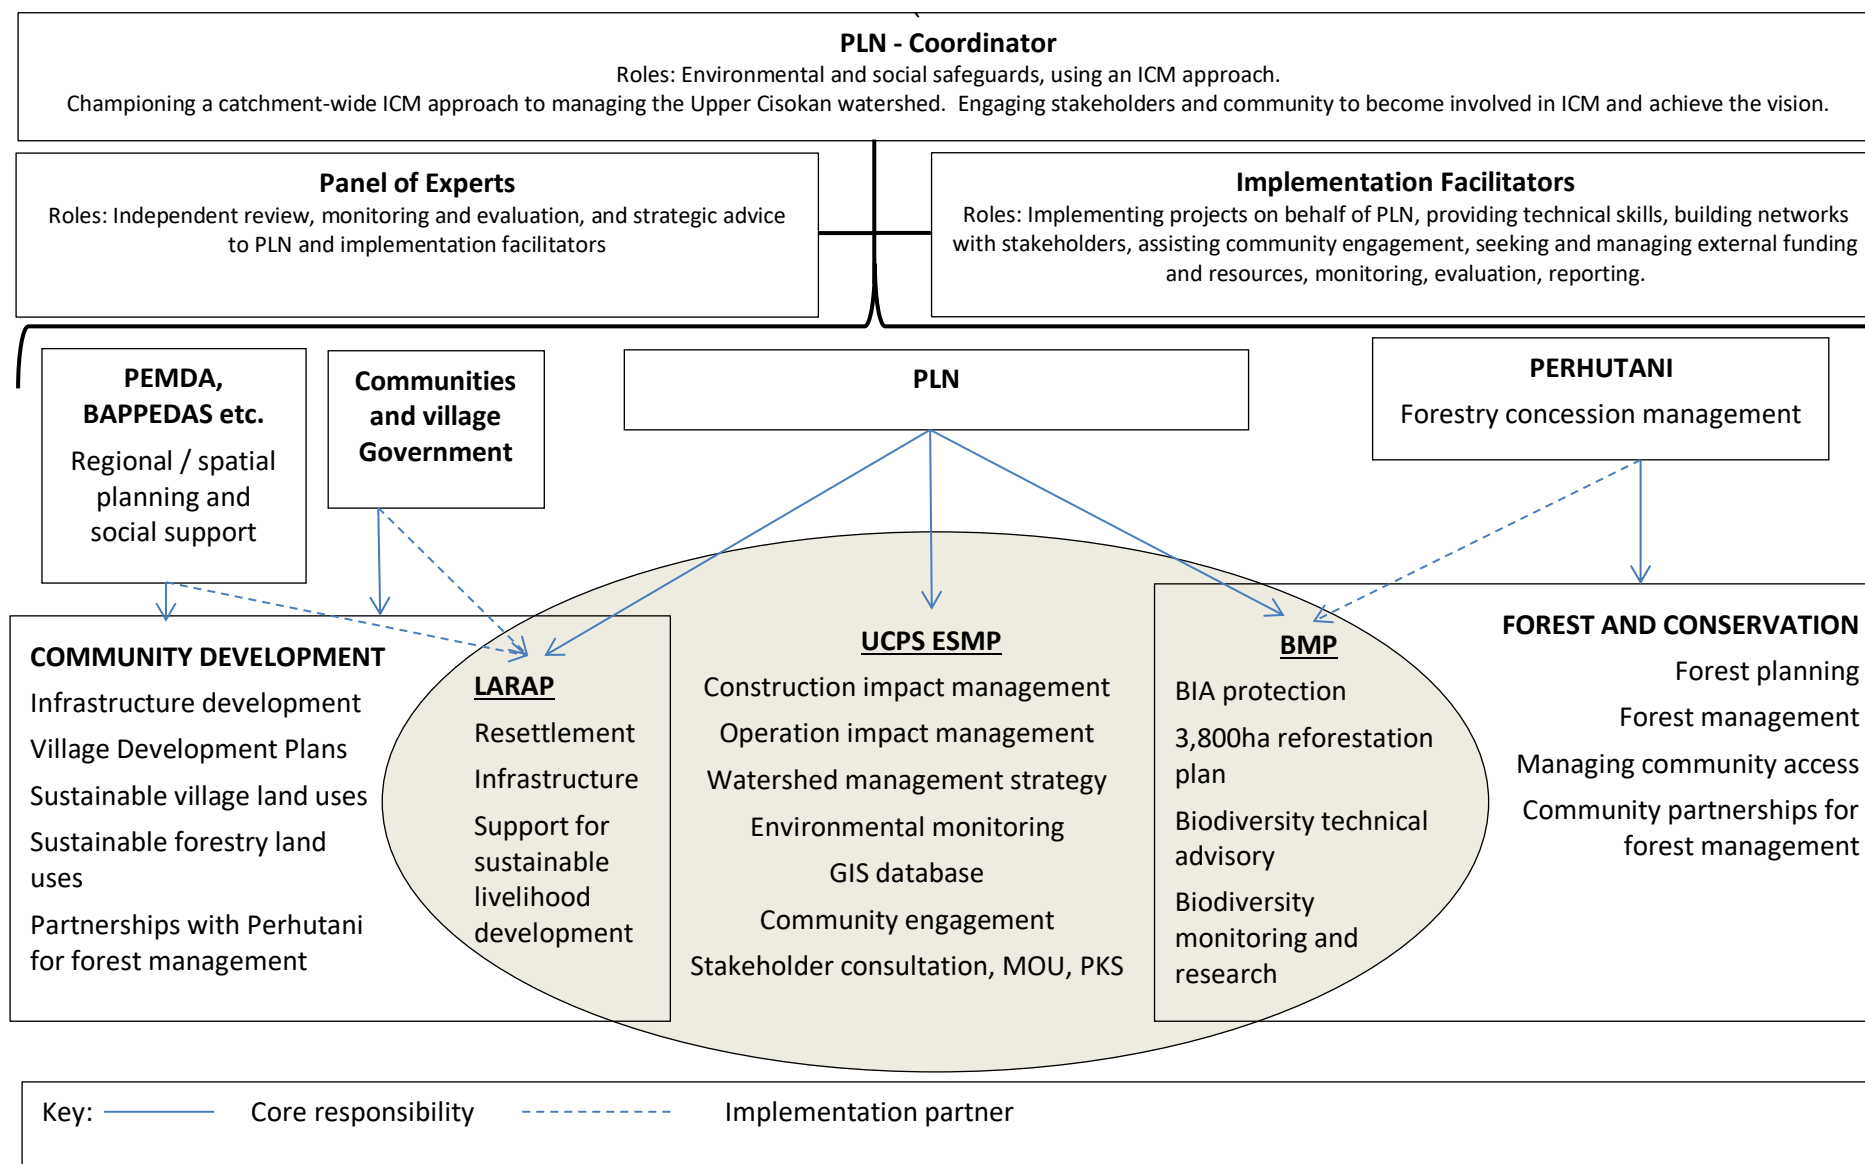 PLN - Coordinator
Roles: Environmental and social safeguards, using an ICM approach.
Championing a catchment-wide ICM approach to managing the Upper Cisokan watershed.  Engaging stakeholders and community to become involved in ICM and achieve the vision.
Panel of Experts
Roles: Independent review, monitoring and evaluation, and strategic advice
to PLN and implementation facilitators
Implementation Facilitators
Roles: Implementing projects on behalf of PLN, providing technical skills, building networks
with stakeholders, assisting community engagement, seeking and managing external funding
and resources, monitoring, evaluation, reporting.
PEMDA,
BAPPEDAS etc.
Regional / spatial
planning and
social support
Communities
and village
Government
PLN
PERHUTANI
Forestry concession management
COMMUNITY DEVELOPMENT
Infrastructure development
Village Development Plans
Sustainable village land uses
Sustainable forestry land
uses
Partnerships with Perhutani
for forest management
LARAP
Resettlement
Infrastructure
Support for
sustainable
livelihood
development
UCPS ESMP
Construction impact management
Operation impact management
Watershed management strategy
Environmental monitoring
GIS database
Community engagement
Stakeholder consultation, MOU, PKS
BMP
BIA protection
3,800ha reforestation
plan
Biodiversity technical
advisory
Biodiversity
monitoring and
research
FOREST AND CONSERVATION
Forest planning
Forest management
Managing community access
Community partnerships for
forest management
Key:
Core responsibility
Implementation partner